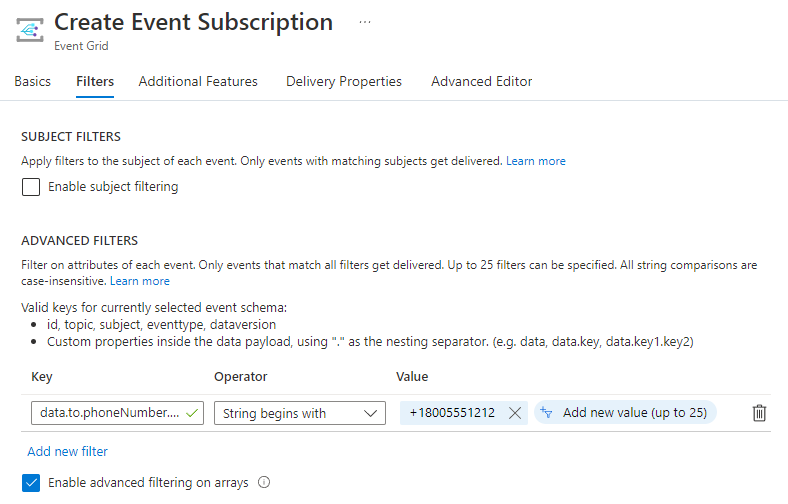 Create Event Subscription ...
Event Grid
Basics Filters Additional Features Delivery Properties Advanced Editor
SUBJECT FILTERS
Apply filters to the subject of each event. Only events with matching subjects get delivered. Learn more
Enable subject filtering
ADVANCED FILTERS
Filter on attributes of each event. Only events that match all filters get delivered. Up to 25 filters can be specified. All string comparisons are
case-insensitive. Learn more
Valid keys for currently selected event schema:
• id, topic, subject, eventtype, dataversion
• Custom properties inside the data payload, using "." as the nesting separator. (e.g. data, data.key, data.key1.key2)
Key Operator Value
data.to.phoneNumber.... String begins with +18005551212 Add new value (up to 25)
Add new filter
Enable advanced filtering on arrays